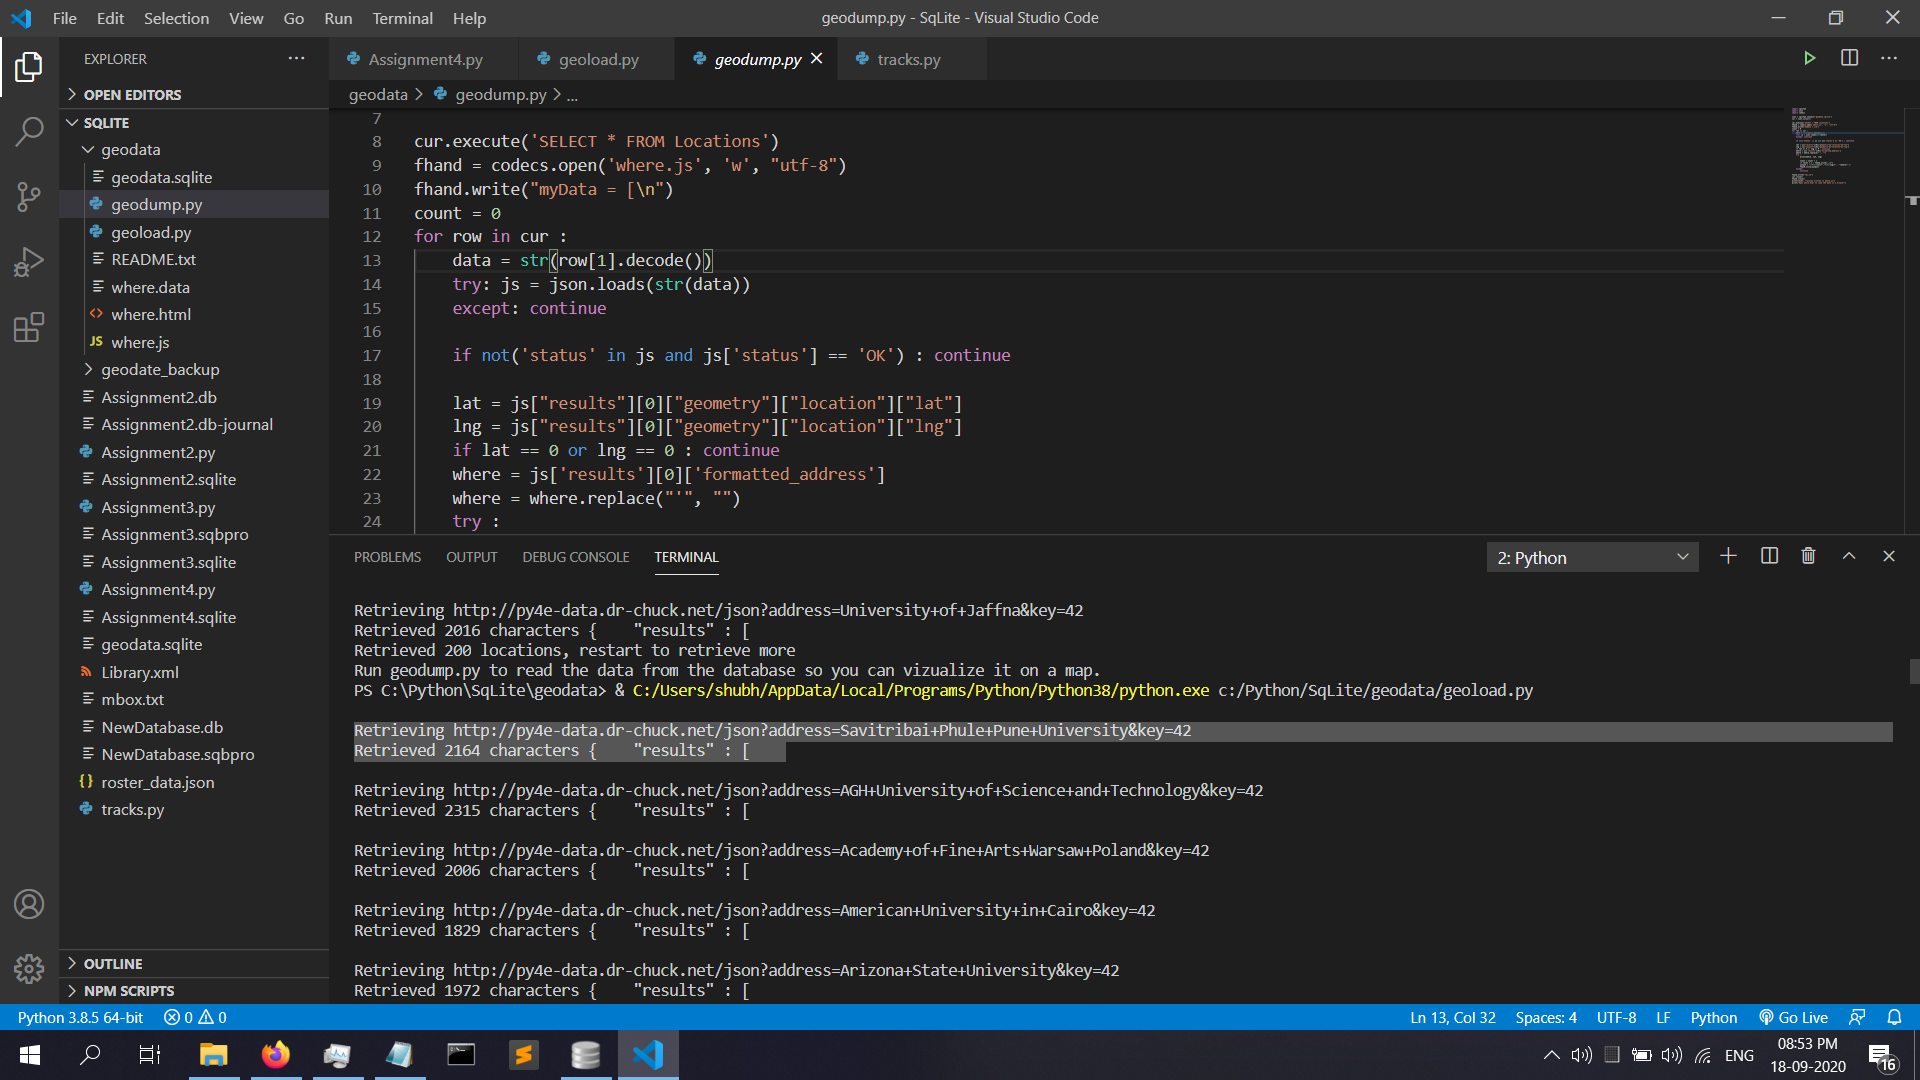 File Edit Selection View Go Run Terminal Help
geodump.py - SqLite - Visual Studio Code
EXPLORER
OPEN EDITORS
SQLITE
geodata
geodata.sqlite
geodump.py
geoload.py
README.txt
where.data
where.html
JS where.js
geodate_backup
Assignment2.db
Assignment2.db-journal
Assignment2.py
Assignment2.sqlite
Assignment3.py
Assignment3.sqbpro
Assignment3.sqlite
Assignment4.py
Assignment4.sqlite
geodata.sqlite
Library.xml
mbox.txt
NewDatabase.db
NewDatabase.sqbpro
{} roster_data.json
tracks.py
OUTLINE
NPM SCRIPTS
Assignment4.py geoload.py geodump.py tracks.py
geodata > geodump.py > ...
7
8 cur.execute('SELECT * FROM Locations')
9 fhand = codecs.open('where.js', 'w', "utf-8")
10 fhand.write("myData = [\n")
11 count = 0
12 for row in cur :
13 data = str(row[1].decode())
14 try: js = json.loads(str(data))
15 except: continue
16
17 if not('status' in js and js['status'] == 'OK') : continue
18
19 lat = js["results"][0]["geometry"]["location"]["lat"]
20 lng = js["results"][0]["geometry"]["location"]["lng"]
21 if lat == 0 or lng == 0 : continue
22 where = js['results'][0]['formatted_address']
23 where = where.replace("'", "")
24 try :
PROBLEMS OUTPUT DEBUG CONSOLE TERMINAL
2: Python
Retrieving http://py4e-data.dr-chuck.net/json?address=University+of+Jaffna&key=42
Retrieved 2016 characters { "results" : [
Retrieved 200 locations, restart to retrieve more
Run geodump.py to read the data from the database so you can vizualize it on a map.
PS C:\Python\SqLite\geodata> & C:/Users/shubh/AppData/Local/Programs/Python/Python38/python.exe c:/Python/SqLite/geodata/geoload.py
Retrieving http://py4e-data.dr-chuck.net/json?address=Savitribai+Phule+Pune+University&key=42
Retrieved 2164 characters { "results" : [
Retrieving http://py4e-data.dr-chuck.net/json?address=AGH+University+of+Science+and+Technology&key=42
Retrieved 2315 characters { "results" : [
Retrieving http://py4e-data.dr-chuck.net/json?address=Academy+of+Fine+Arts+Warsaw+Poland&key=42
Retrieved 2006 characters { "results" : [
Retrieving http://py4e-data.dr-chuck.net/json?address=American+University+in+Cairo&key=42
Retrieved 1829 characters { "results" : [
Retrieving http://py4e-data.dr-chuck.net/json?address=Arizona+State+University&key=42
Retrieved 1972 characters { "results" : [
Python 3.8.5 64-bit 0 0
Ln 13, Col 32 Spaces: 4 UTF-8 LF Python Go Live
ENG
08:53 PM
18-09-2020
16